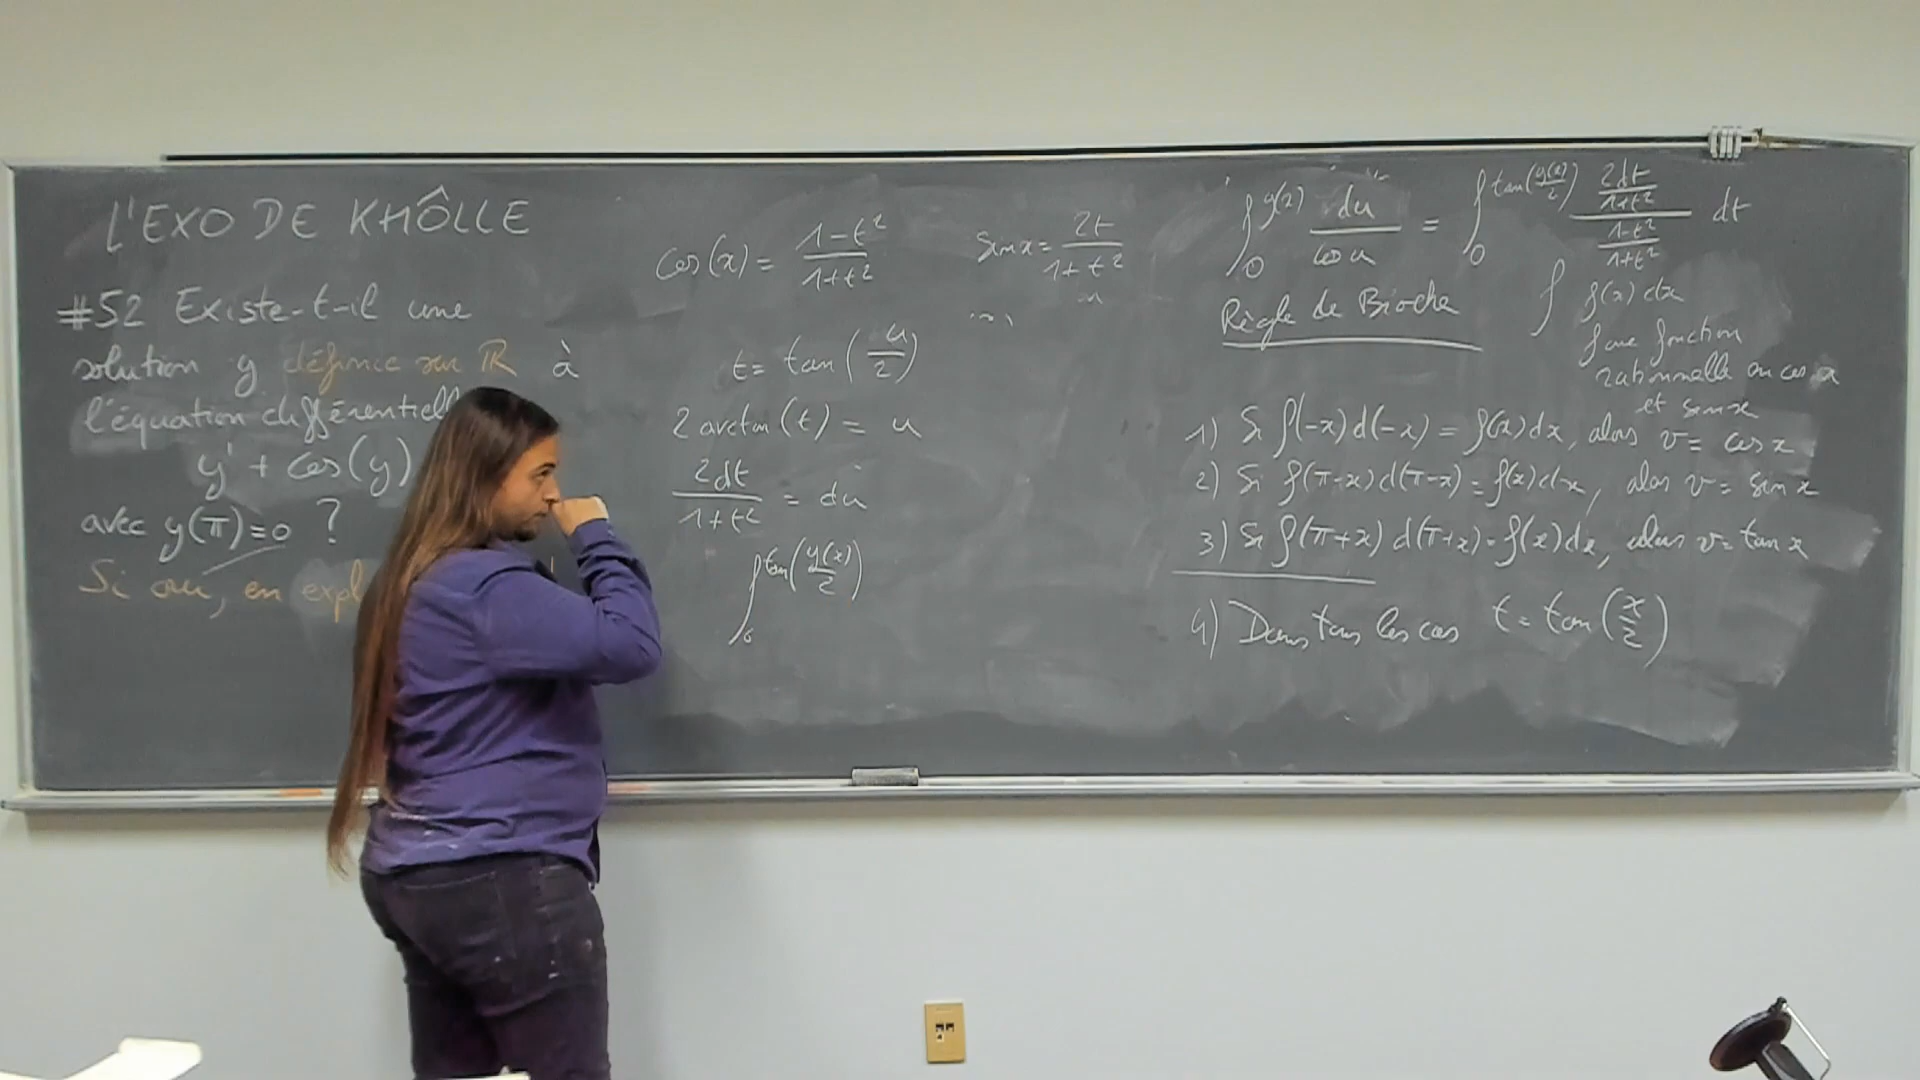 L'EXO DE KHÔLLE
#52 Existe-t-il une
solution y définie sur ℝ à
l'équation différentiell
y' + cos(y)
avec y(π)=0 ?
Si oui, en expl
cos(x) = (1-t²)/(1+t²)
sin x = 2t/(1+t²)
t = tan(u/2)
2 arctan(t) = u
2dt/(1+t²) = du
∫₀^tan(y(x)/2)
∫₀^y(x) du/cos u = ∫₀^tan(y(x)/2) (2dt/(1+t²))/((1-t²)/(1+t²)) dt
Règle de Bioche
∫ f(x) dx
f une fonction
rationnelle en cos x
et sin x
1) Si f(-x)d(-x) = f(x)dx, alors v = cos x
2) Si f(π-x)d(π-x) = f(x)dx, alors v = sin x
3) Si f(π+x) d(π+x) = f(x)dx, alors v = tan x
4) Dans tous les cas t = tan(x/2)